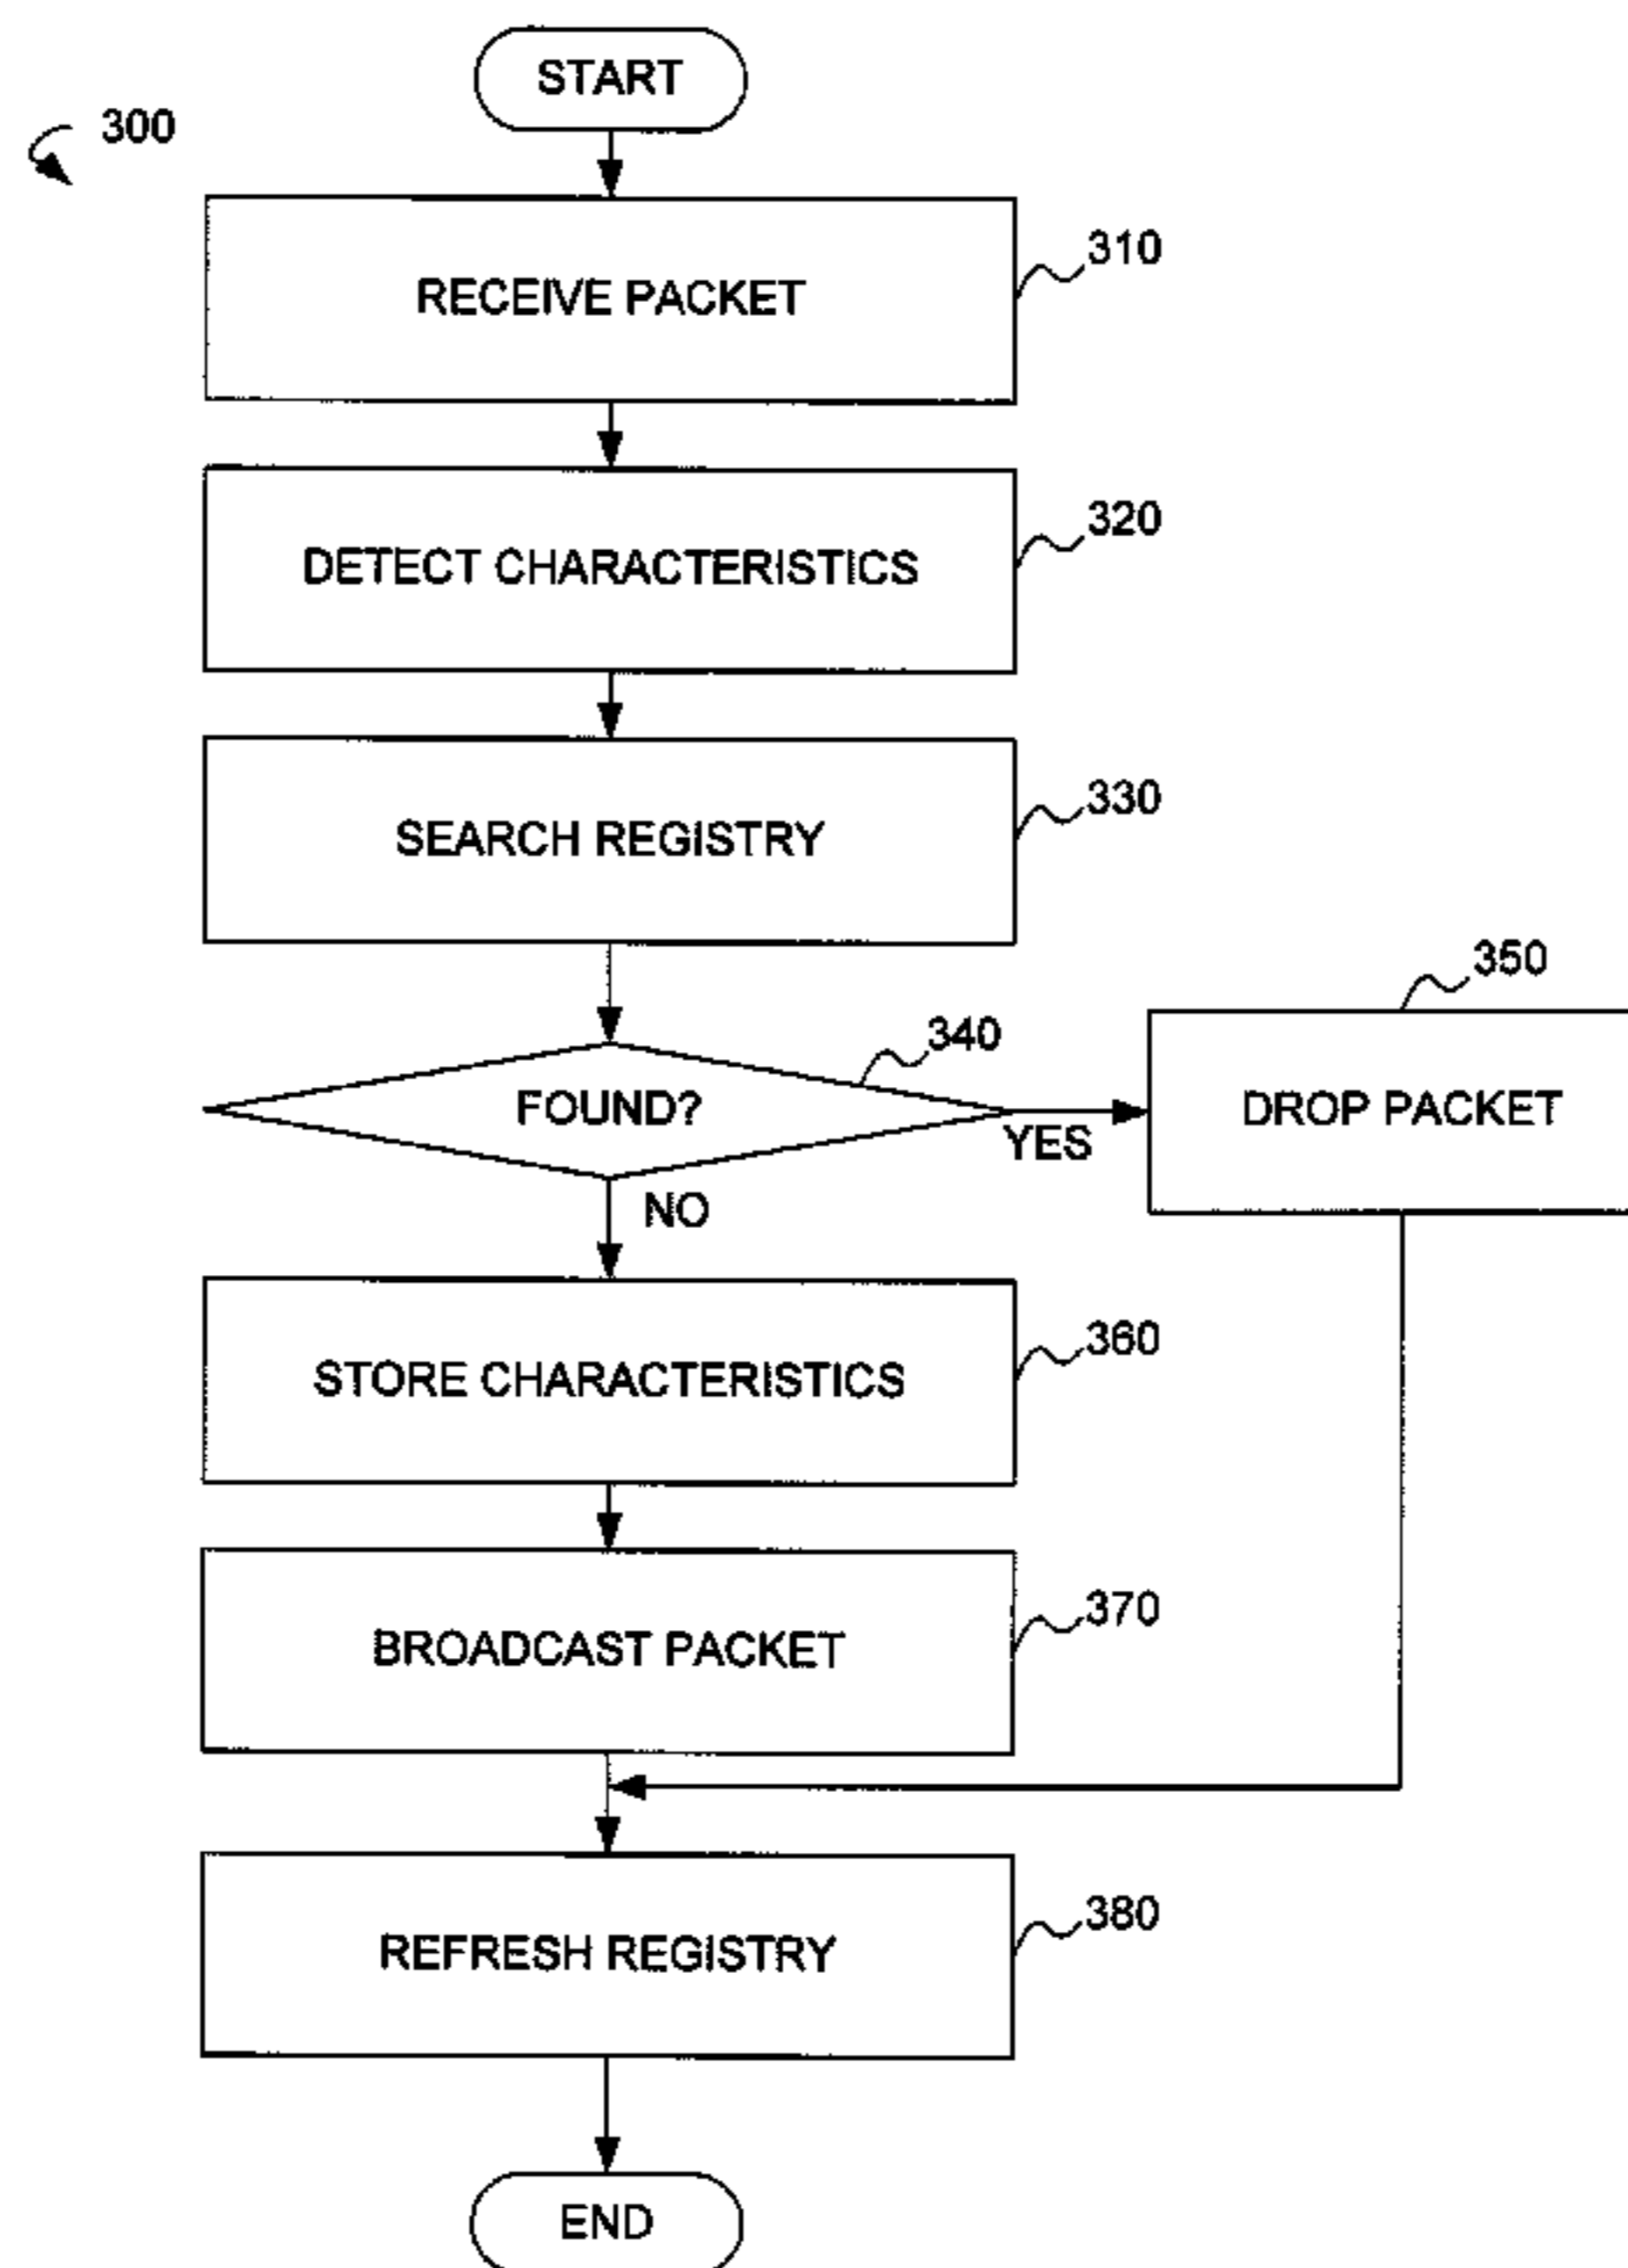 START
300
310
RECEIVE PACKET
320
DETECT CHARACTERISTICS
330
SEARCH REGISTRY
350
340
FOUND?
DROP PACKET
YES
NO
360
STORE CHARACTERISTICS
370
BROADCAST PACKET
380
REFRESH REGISTRY
END